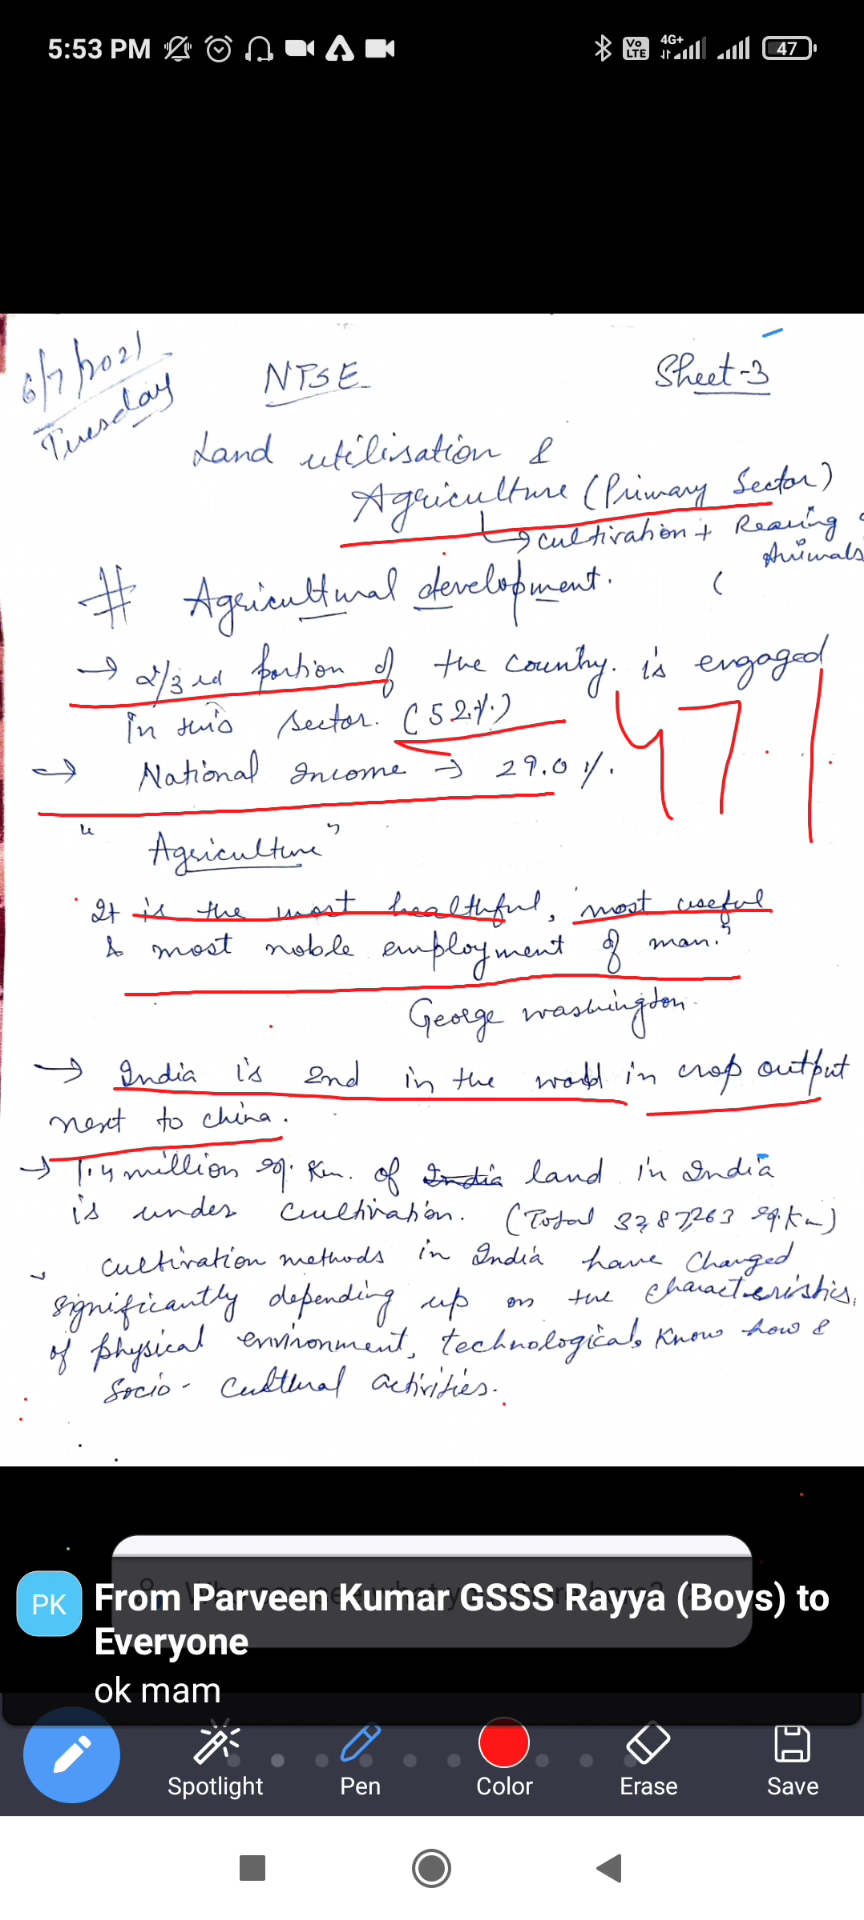 5:53 PM
4G+
Vo LTE
47
6/7/2021
Tuesday
NTSE
Sheet-3
Land utilisation &
Agriculture (Primary Sector)
cultivation + Rearing
Animals
# Agricultural development. (
→ 2/3 rd portion of the country. is engaged
in this sector. (52%.)
47
→ National Income → 29.0 %.
"Agriculture"
"It is the most healthful, most useful
& most noble employment of man."
George washington.
→ India is 2nd in the world in crop output
next to china.
→ 1.4 million sq. Km. of India land in India
is under cultivation. (Total 3287,263 sq.km)
cultivation methods in India have changed
significantly depending up on the characteristics,
of physical environment, technological Know how &
Socio-cultural activities.
PK
From Parveen Kumar GSSS Rayya (Boys) to
Everyone
ok mam
Spotlight
Pen
Color
Erase
Save